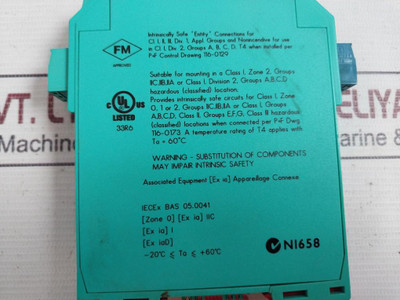 Intrinsically Safe "Entity" Connections for
Cl. I, II, III, Div. 1, Appl. Groups and Nonincendive for use
in Cl. I, Div. 2, Groups A, B, C, D. T4 when installed per
P+F Control Drawing 116-0129
FM
APPROVED
Suitable for mounting in a Class I, Zone 2, Groups
IIC,IIB,IIA or Class I, Division 2, Groups A,B,C,D
hazardous (classified) location.
Provides intrinsically safe circuits for Class I, Zone
0, 1 or 2, Groups IIC,IIB,IIA or Class I, Groups
A,B,C,D, Class II, Groups E,F,G, Class III hazardous
(classified) locations when connected per P+F Dwg
116-0173. A temperature rating of T4 applies with
Ta = 60°C
C UL US
LISTED
33R6
WARNING - SUBSTITUTION OF COMPONENTS
MAY IMPAIR INTRINSIC SAFETY
Associated Equipment [Ex ia] Appareillage Connexe
IECEx BAS 05.0041
[Zone 0] [Ex ia] IIC
[Ex ia] I
[Ex iaD]
-20°C ≤ Ta ≤ +60°C
N1658
VT. L
ELIYA
Machine